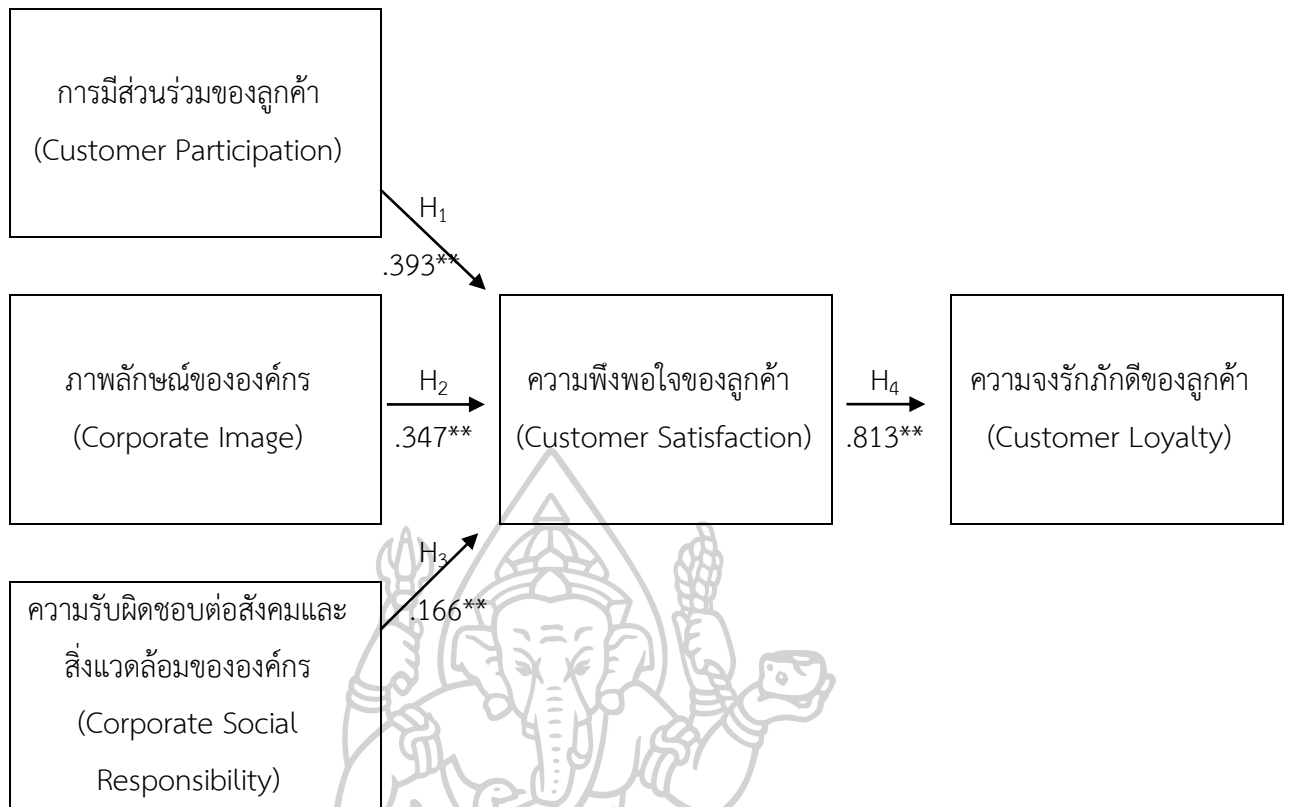 การมีส่วนร่วมของลูกค้า
(Customer Participation)
H₁
.393**
ภาพลักษณ์ขององค์กร
(Corporate Image)
H₂
.347**
ความพึงพอใจของลูกค้า
(Customer Satisfaction)
H₄
.813**
ความจงรักภักดีของลูกค้า
(Customer Loyalty)
H₃
.166**
ความรับผิดชอบต่อสังคมและ
สิ่งแวดล้อมขององค์กร
(Corporate Social
Responsibility)